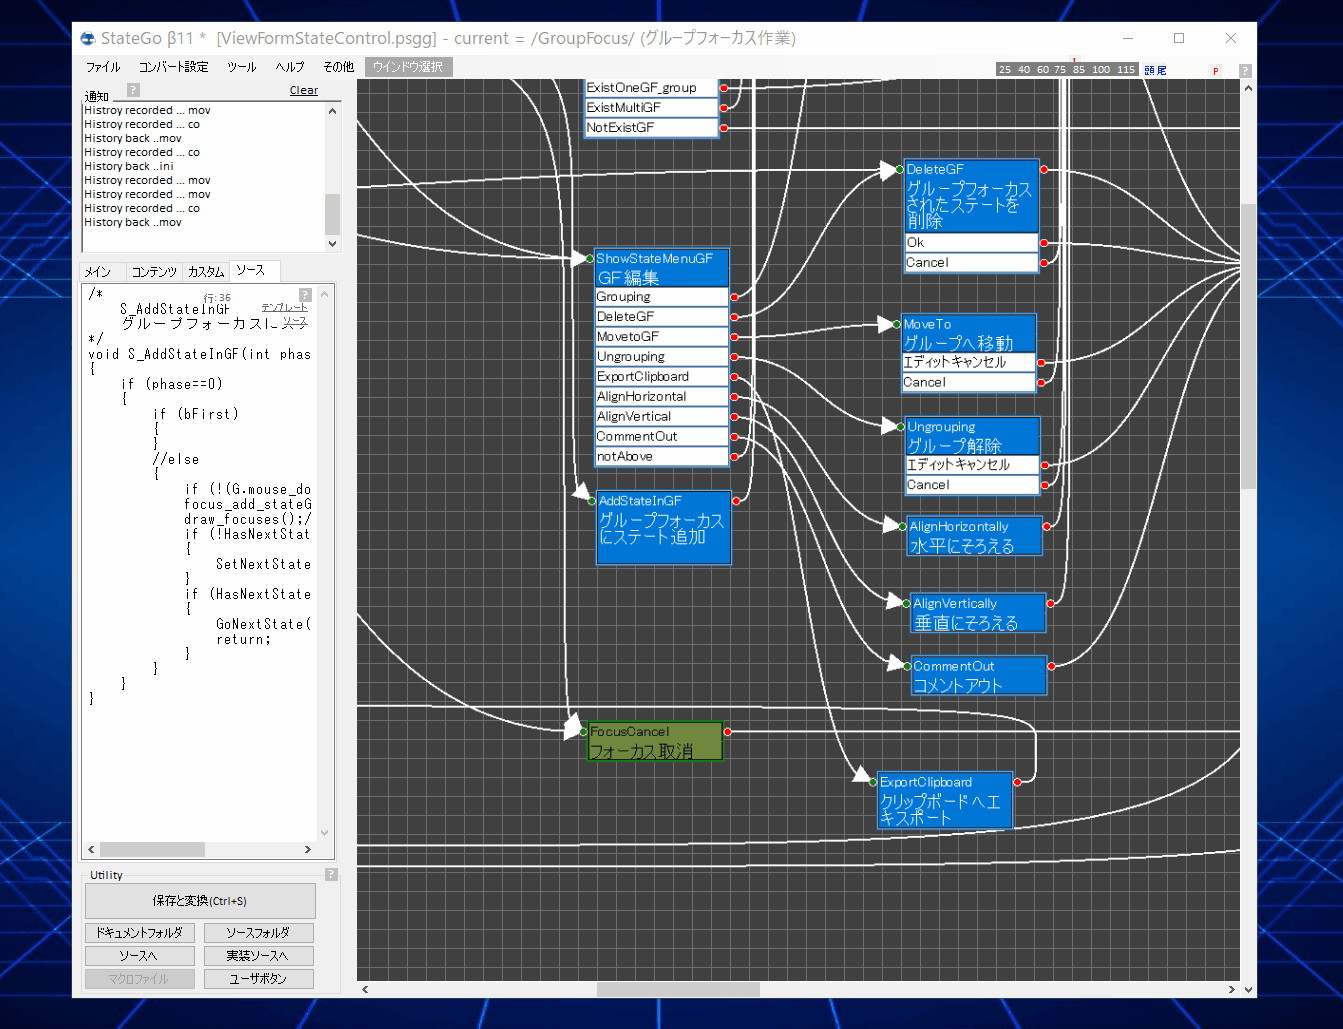 StateGo β11 * [ViewFormStateControl.psgg] - current = /GroupFocus/ (グループフォーカス作業)
ファイル コンバート設定 ツール ヘルプ その他 ウインドウ選択
25 40 60 75 85 100 115 頭 尾 P ?
通知 ? Clear
Histroy recorded ... mov
Histroy recorded ... co
History back ..mov
Histroy recorded ... co
History back ..ini
Histroy recorded ... mov
Histroy recorded ... mov
Histroy recorded ... co
History back ..mov
メイン コンテンツ カスタム ソース
行: 36 ?
テンプレート
ソース
/*
S_AddStateInGF
グループフォーカスに
*/
void S_AddStateInGF(int phas
{
if (phase==0)
{
if (bFirst)
{
}
//else
{
if (!(G.mouse_do
focus_add_stateG
draw_focuses();/
if (!HasNextStat
{
SetNextState
}
if (HasNextState
{
GoNextState(
return;
}
}
}
}
Utility ?
保存と変換(Ctrl+S)
ドキュメントフォルダ ソースフォルダ
ソースへ 実装ソースへ
マクロファイル ユーザボタン
ExistOneGF_group
ExistMultiGF
NotExistGF
ShowStateMenuGF
GF編集
Grouping
DeleteGF
MovetoGF
Ungrouping
ExportClipboard
AlignHorizontal
AlignVertical
CommentOut
notAbove
AddStateInGF
グループフォーカス
にステート追加
FocusCancel
フォーカス取消
DeleteGF
グループフォーカス
されたステートを
削除
Ok
Cancel
MoveTo
グループへ移動
エディットキャンセル
Cancel
Ungrouping
グループ解除
エディットキャンセル
Cancel
AlignHorizontally
水平にそろえる
AlignVertically
垂直にそろえる
CommentOut
コメントアウト
ExportClipboard
クリップボードへエ
キスポート